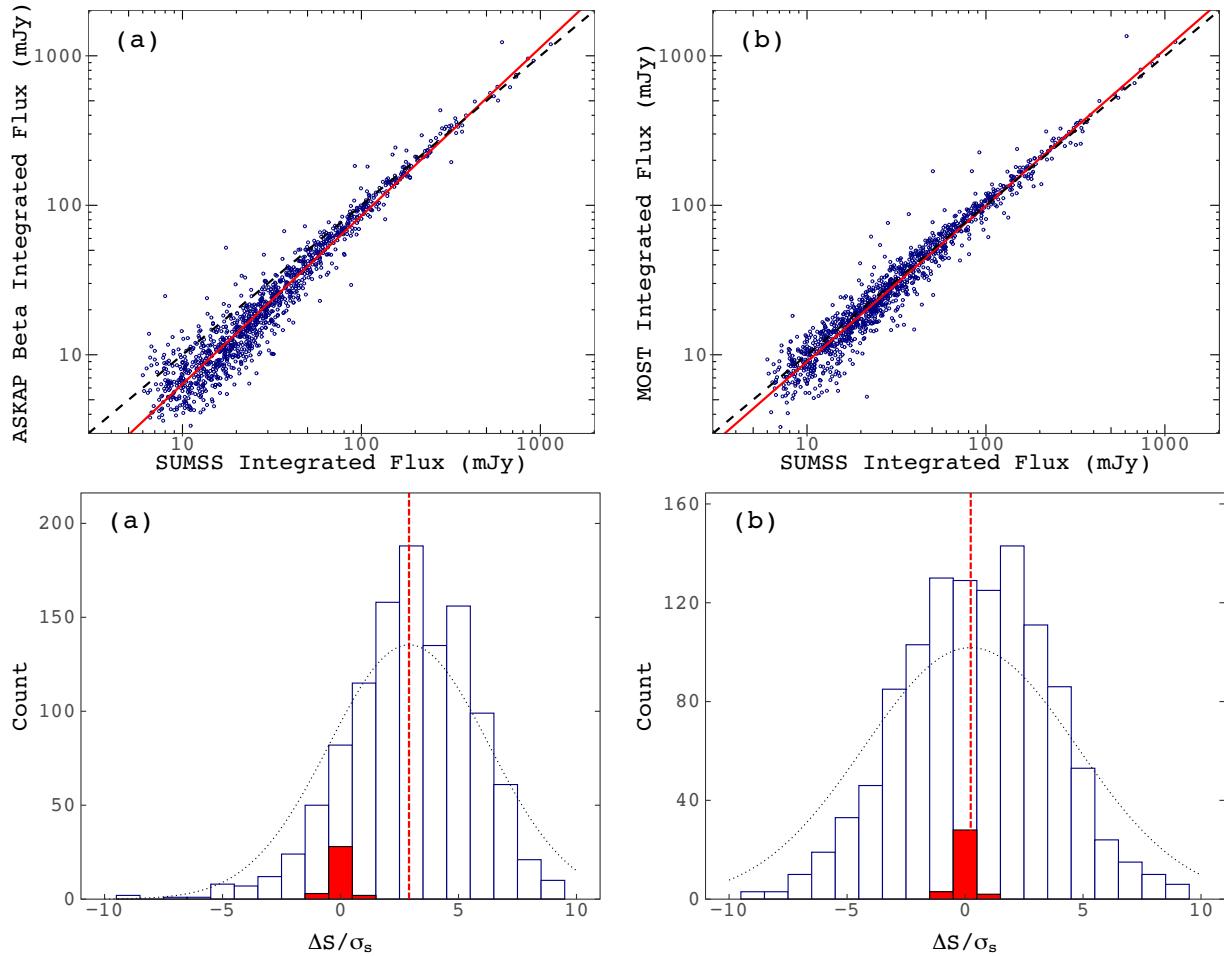 (a)
ASKAP Beta Integrated Flux (mJy)
1000
100
10
10
100
1000
SUMSS Integrated Flux (mJy)
(b)
MOST Integrated Flux (mJy)
1000
100
10
10
100
1000
SUMSS Integrated Flux (mJy)
(a)
Count
200
150
100
50
0
−10
−5
0
5
10
ΔS/σs
(b)
Count
160
120
80
40
0
−10
−5
0
5
10
ΔS/σs